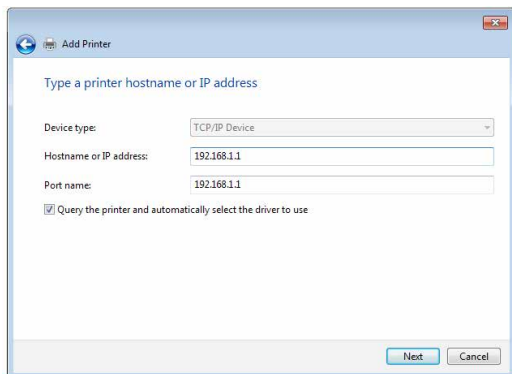 Add Printer
Type a printer hostname or IP address
Device type: TCP/IP Device
Hostname or IP address: 192.168.1.1
Port name: 192.168.1.1
Query the printer and automatically select the driver to use
Next Cancel